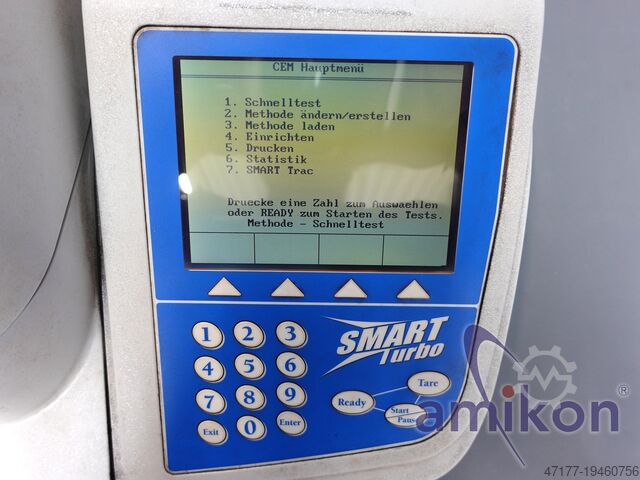 CEM Hauptmenü
1. Schnelltest
2. Methode ändern/erstellen
3. Methode laden
4. Einrichten
5. Drucken
6. Statistik
7. SMART Trac
Druecke eine Zahl zum Auswaehlen
oder READY zum Starten des Tests.
Methode - Schnelltest
1 2 3
4 5 6
7 8 9
Exit 0 Enter
SMART
Turbo
Ready
Tare
Start
Pause
amikon®
47177-19460756